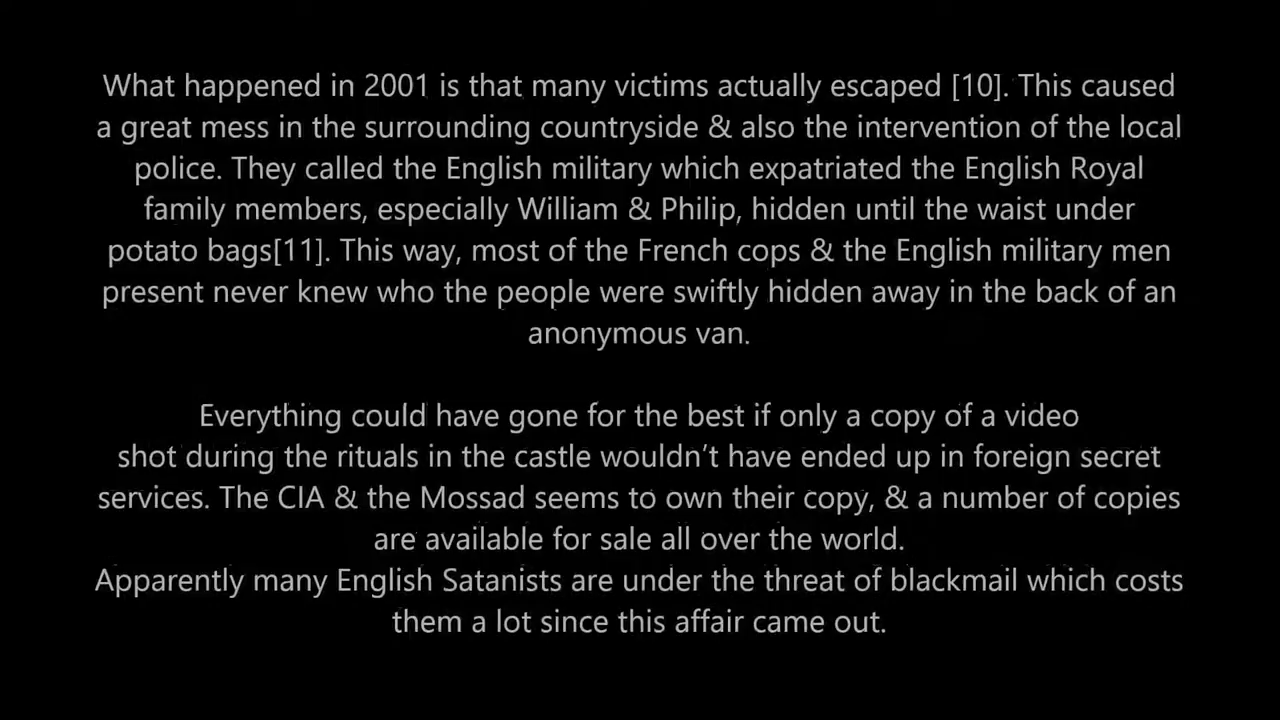 What happened in 2001 is that many victims actually escaped [10]. This caused
a great mess in the surrounding countryside & also the intervention of the local
police. They called the English military which expatriated the English Royal
family members, especially William & Philip, hidden until the waist under
potato bags[11]. This way, most of the French cops & the English military men
present never knew who the people were swiftly hidden away in the back of an
anonymous van.
Everything could have gone for the best if only a copy of a video
shot during the rituals in the castle wouldn't have ended up in foreign secret
services. The CIA & the Mossad seems to own their copy, & a number of copies
are available for sale all over the world.
Apparently many English Satanists are under the threat of blackmail which costs
them a lot since this affair came out.